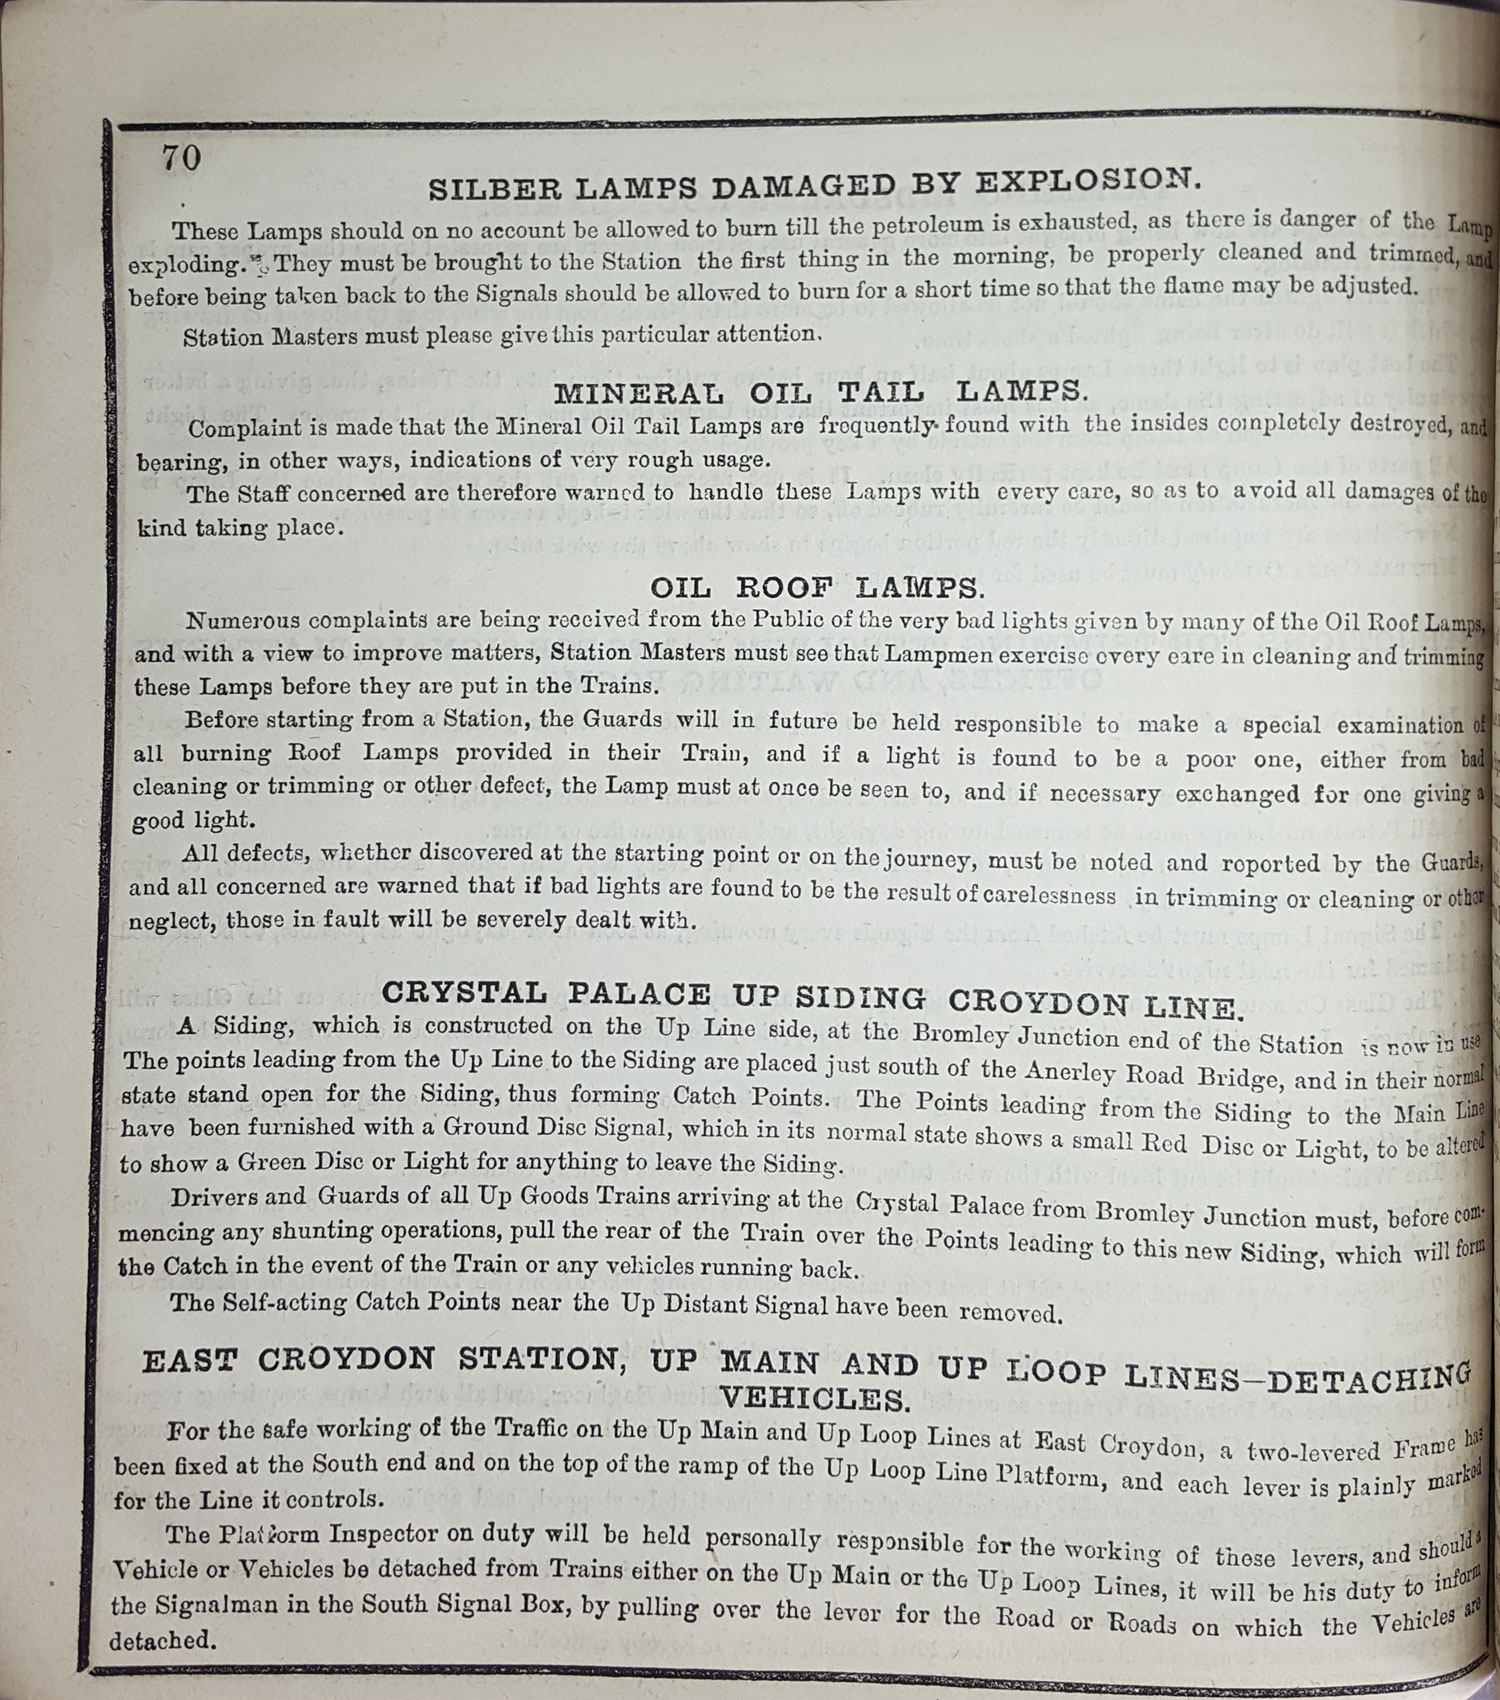 70
SILBER LAMPS DAMAGED BY EXPLOSION.
These Lamps should on no account be allowed to burn till the petroleum is exhausted, as there is danger of the Lamp
exploding. They must be brought to the Station the first thing in the morning, be properly cleaned and trimmed, and
before being taken back to the Signals should be allowed to burn for a short time so that the flame may be adjusted.
Station Masters must please give this particular attention.
MINERAL OIL TAIL LAMPS.
Complaint is made that the Mineral Oil Tail Lamps are frequently found with the insides completely destroyed, and
bearing, in other ways, indications of very rough usage.
The Staff concerned are therefore warned to handle these Lamps with every care, so as to avoid all damages of the
kind taking place.
OIL ROOF LAMPS.
Numerous complaints are being received from the Public of the very bad lights given by many of the Oil Roof Lamps,
and with a view to improve matters, Station Masters must see that Lampmen exercise every care in cleaning and trimming
these Lamps before they are put in the Trains.
Before starting from a Station, the Guards will in future be held responsible to make a special examination of
all burning Roof Lamps provided in their Train, and if a light is found to be a poor one, either from bad
cleaning or trimming or other defect, the Lamp must at once be seen to, and if necessary exchanged for one giving a
good light.
All defects, whether discovered at the starting point or on the journey, must be noted and reported by the Guards,
and all concerned are warned that if bad lights are found to be the result of carelessness in trimming or cleaning or other
neglect, those in fault will be severely dealt with.
CRYSTAL PALACE UP SIDING CROYDON LINE.
A Siding, which is constructed on the Up Line side, at the Bromley Junction end of the Station is now in use
The points leading from the Up Line to the Siding are placed just south of the Anerley Road Bridge, and in their normal
state stand open for the Siding, thus forming Catch Points. The Points leading from the Siding to the Main Line
have been furnished with a Ground Disc Signal, which in its normal state shows a small Red Disc or Light, to be altered
to show a Green Disc or Light for anything to leave the Siding.
Drivers and Guards of all Up Goods Trains arriving at the Crystal Palace from Bromley Junction must, before com-
mencing any shunting operations, pull the rear of the Train over the Points leading to this new Siding, which will form
the Catch in the event of the Train or any vehicles running back.
The Self-acting Catch Points near the Up Distant Signal have been removed.
EAST CROYDON STATION, UP MAIN AND UP LOOP LINES—DETACHING
VEHICLES.
For the safe working of the Traffic on the Up Main and Up Loop Lines at East Croydon, a two-levered Frame has
been fixed at the South end and on the top of the ramp of the Up Loop Line Platform, and each lever is plainly marked
for the Line it controls.
The Platform Inspector on duty will be held personally responsible for the working of these levers, and should a
Vehicle or Vehicles be detached from Trains either on the Up Main or the Up Loop Lines, it will be his duty to inform
the Signalman in the South Signal Box, by pulling over the lever for the Road or Roads on which the Vehicles are
detached.